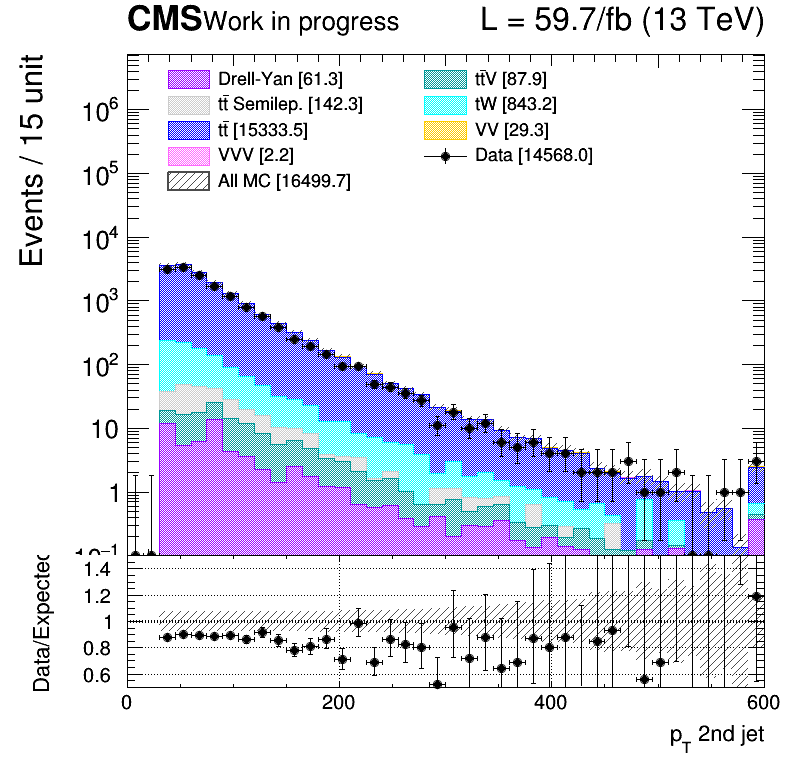 CMS Work in progress L = 59.7/fb (13 TeV)
Events / 15 unit
Drell-Yan [61.3]
tt̄V [87.9]
tt̄ Semilep. [142.3]
tW [843.2]
tt̄ [15333.5]
VV [29.3]
VVV [2.2]
Data [14568.0]
All MC [16499.7]
10⁶
10⁵
10⁴
10³
10²
10
1
10⁻¹
Data/Expected
1.4
1.2
1
0.8
0.6
0 200 400 600
p_T 2nd jet